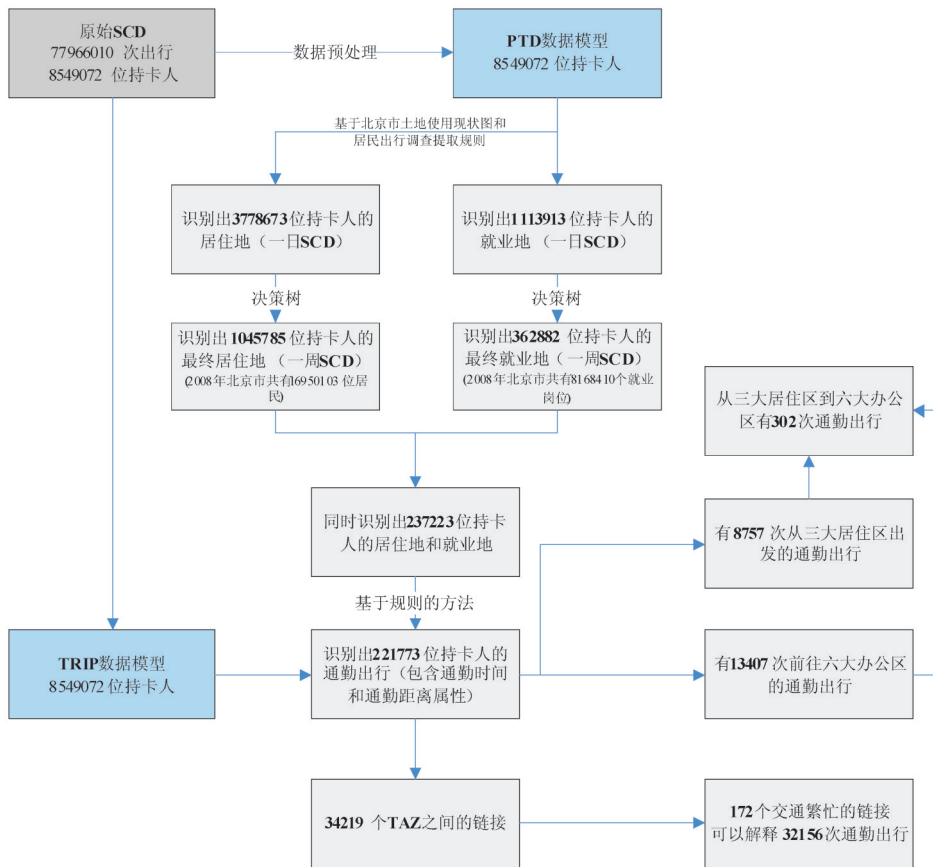 原始SCD
77966010 次出行
8549072 位持卡人
数据预处理
PTD数据模型
8549072 位持卡人
基于北京市土地使用现状图和
居民出行调查提取规则
识别出3778673 位持卡人的
居住地（一日SCD）
识别出1113913 位持卡人的
就业地（一日SCD）
决策树
决策树
识别出1045785 位持卡人的
最终居住地（一周SCD）
(2008年北京市共有16950103 位居
民)
识别出362882 位持卡人的
最终就业地（一周SCD）
(2008年北京市共有8168410个就业
岗位)
从三大居住区到六大办公
区有302次通勤出行
同时识别出237223位持卡
人的居住地和就业地
有8757 次从三大居住区出
发的通勤出行
基于规则的方法
TRIP数据模型
8549072 位持卡人
识别出221773位持卡人的
通勤出行（包含通勤时间
和通勤距离属性）
有13407次前往六大办公区
的通勤出行
34219 个TAZ之间的链接
172个交通繁忙的链接
可以解释 32156次通勤出行